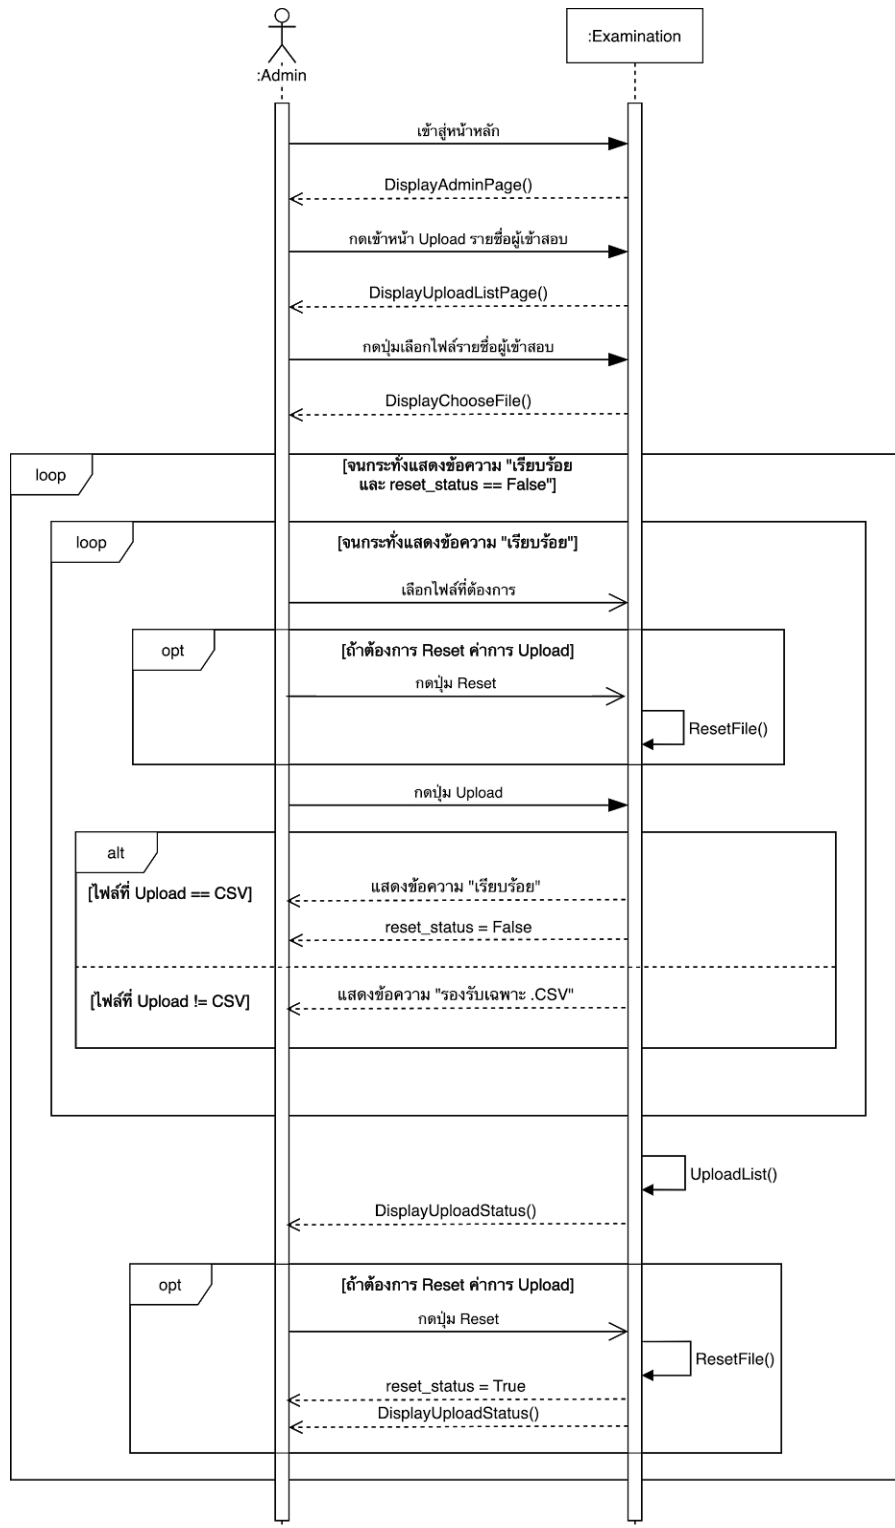 :Admin
:Examination
เข้าสู่หน้าหลัก
DisplayAdminPage()
กดเข้าหน้า Upload รายชื่อผู้เข้าสอบ
DisplayUploadListPage()
กดปุ่มเลือกไฟล์รายชื่อผู้เข้าสอบ
DisplayChooseFile()
loop
[จนกระทั่งแสดงข้อความ "เรียบร้อย
และ reset_status == False"]
loop
[จนกระทั่งแสดงข้อความ "เรียบร้อย"]
เลือกไฟล์ที่ต้องการ
opt
[ถ้าต้องการ Reset ค่าการ Upload]
กดปุ่ม Reset
ResetFile()
กดปุ่ม Upload
alt
[ไฟล์ที่ Upload == CSV]
แสดงข้อความ "เรียบร้อย"
reset_status = False
[ไฟล์ที่ Upload != CSV]
แสดงข้อความ "รองรับเฉพาะ .CSV"
UploadList()
DisplayUploadStatus()
opt
[ถ้าต้องการ Reset ค่าการ Upload]
กดปุ่ม Reset
ResetFile()
reset_status = True
DisplayUploadStatus()